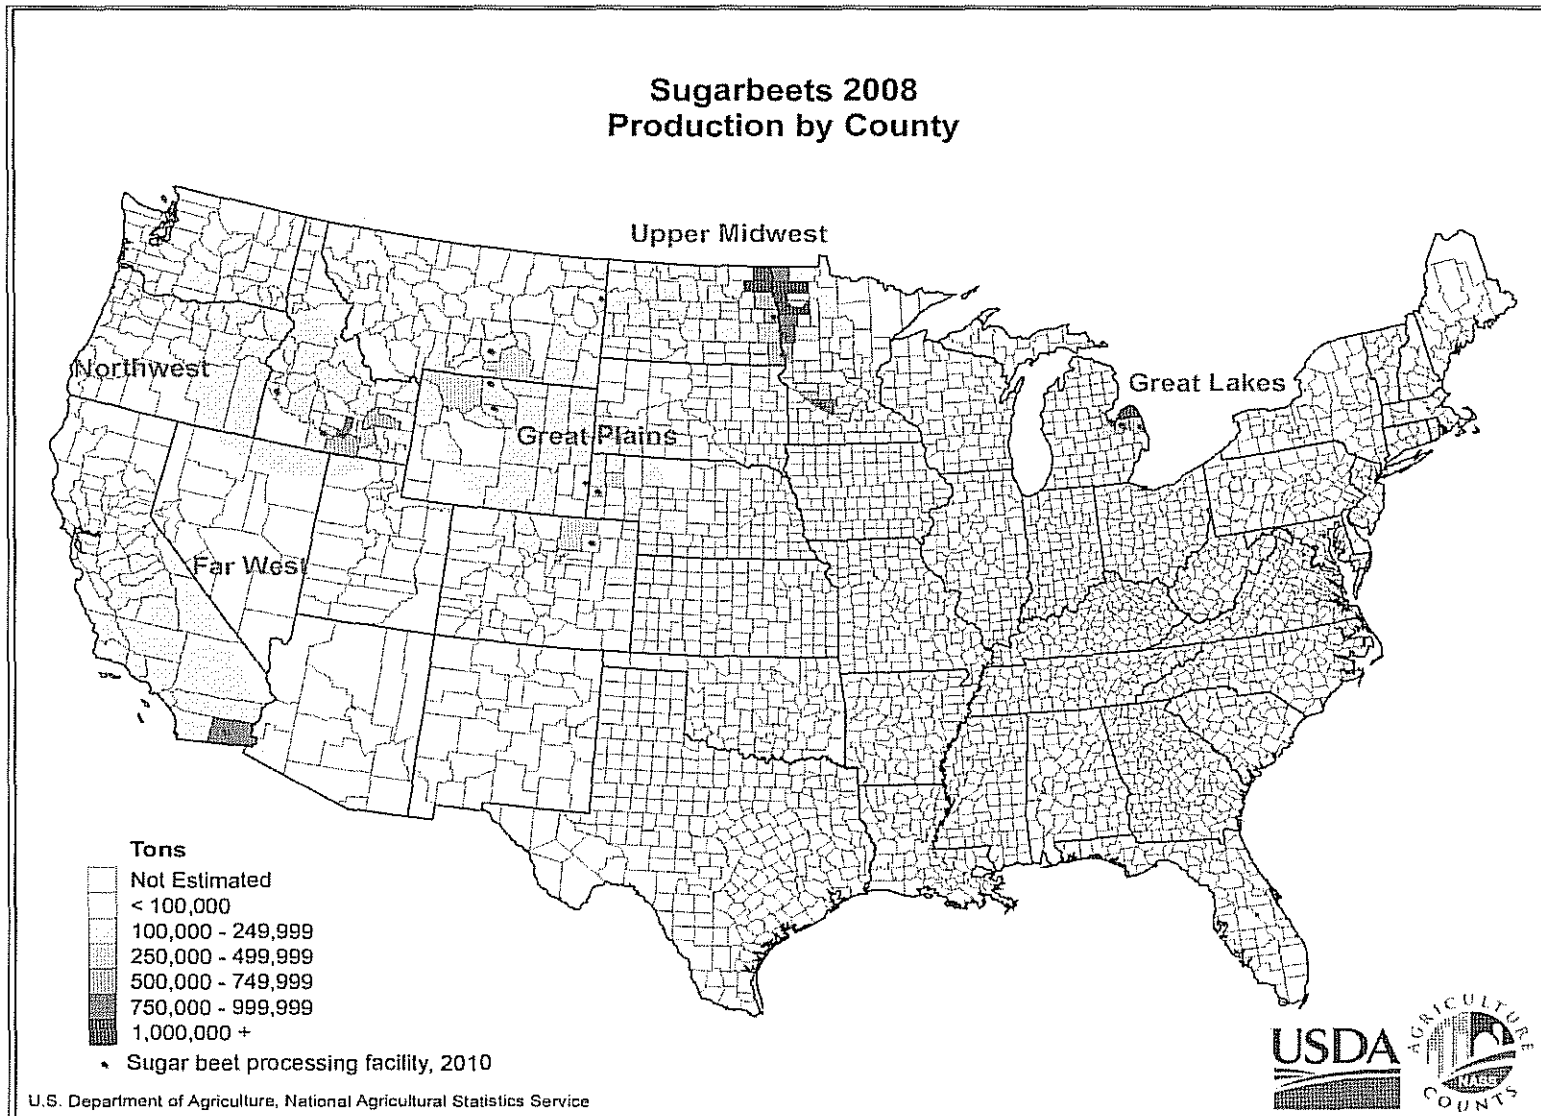 Sugarbeets 2008
Production by County
Upper Midwest
Northwest
Great Lakes
Great Plains
Far West
Tons
Not Estimated
< 100,000
100,000 - 249,999
250,000 - 499,999
500,000 - 749,999
750,000 - 999,999
1,000,000 +
Sugar beet processing facility, 2010
U.S. Department of Agriculture, National Agricultural Statistics Service
USDA
AGRICULTURE
NASS
COUNTS